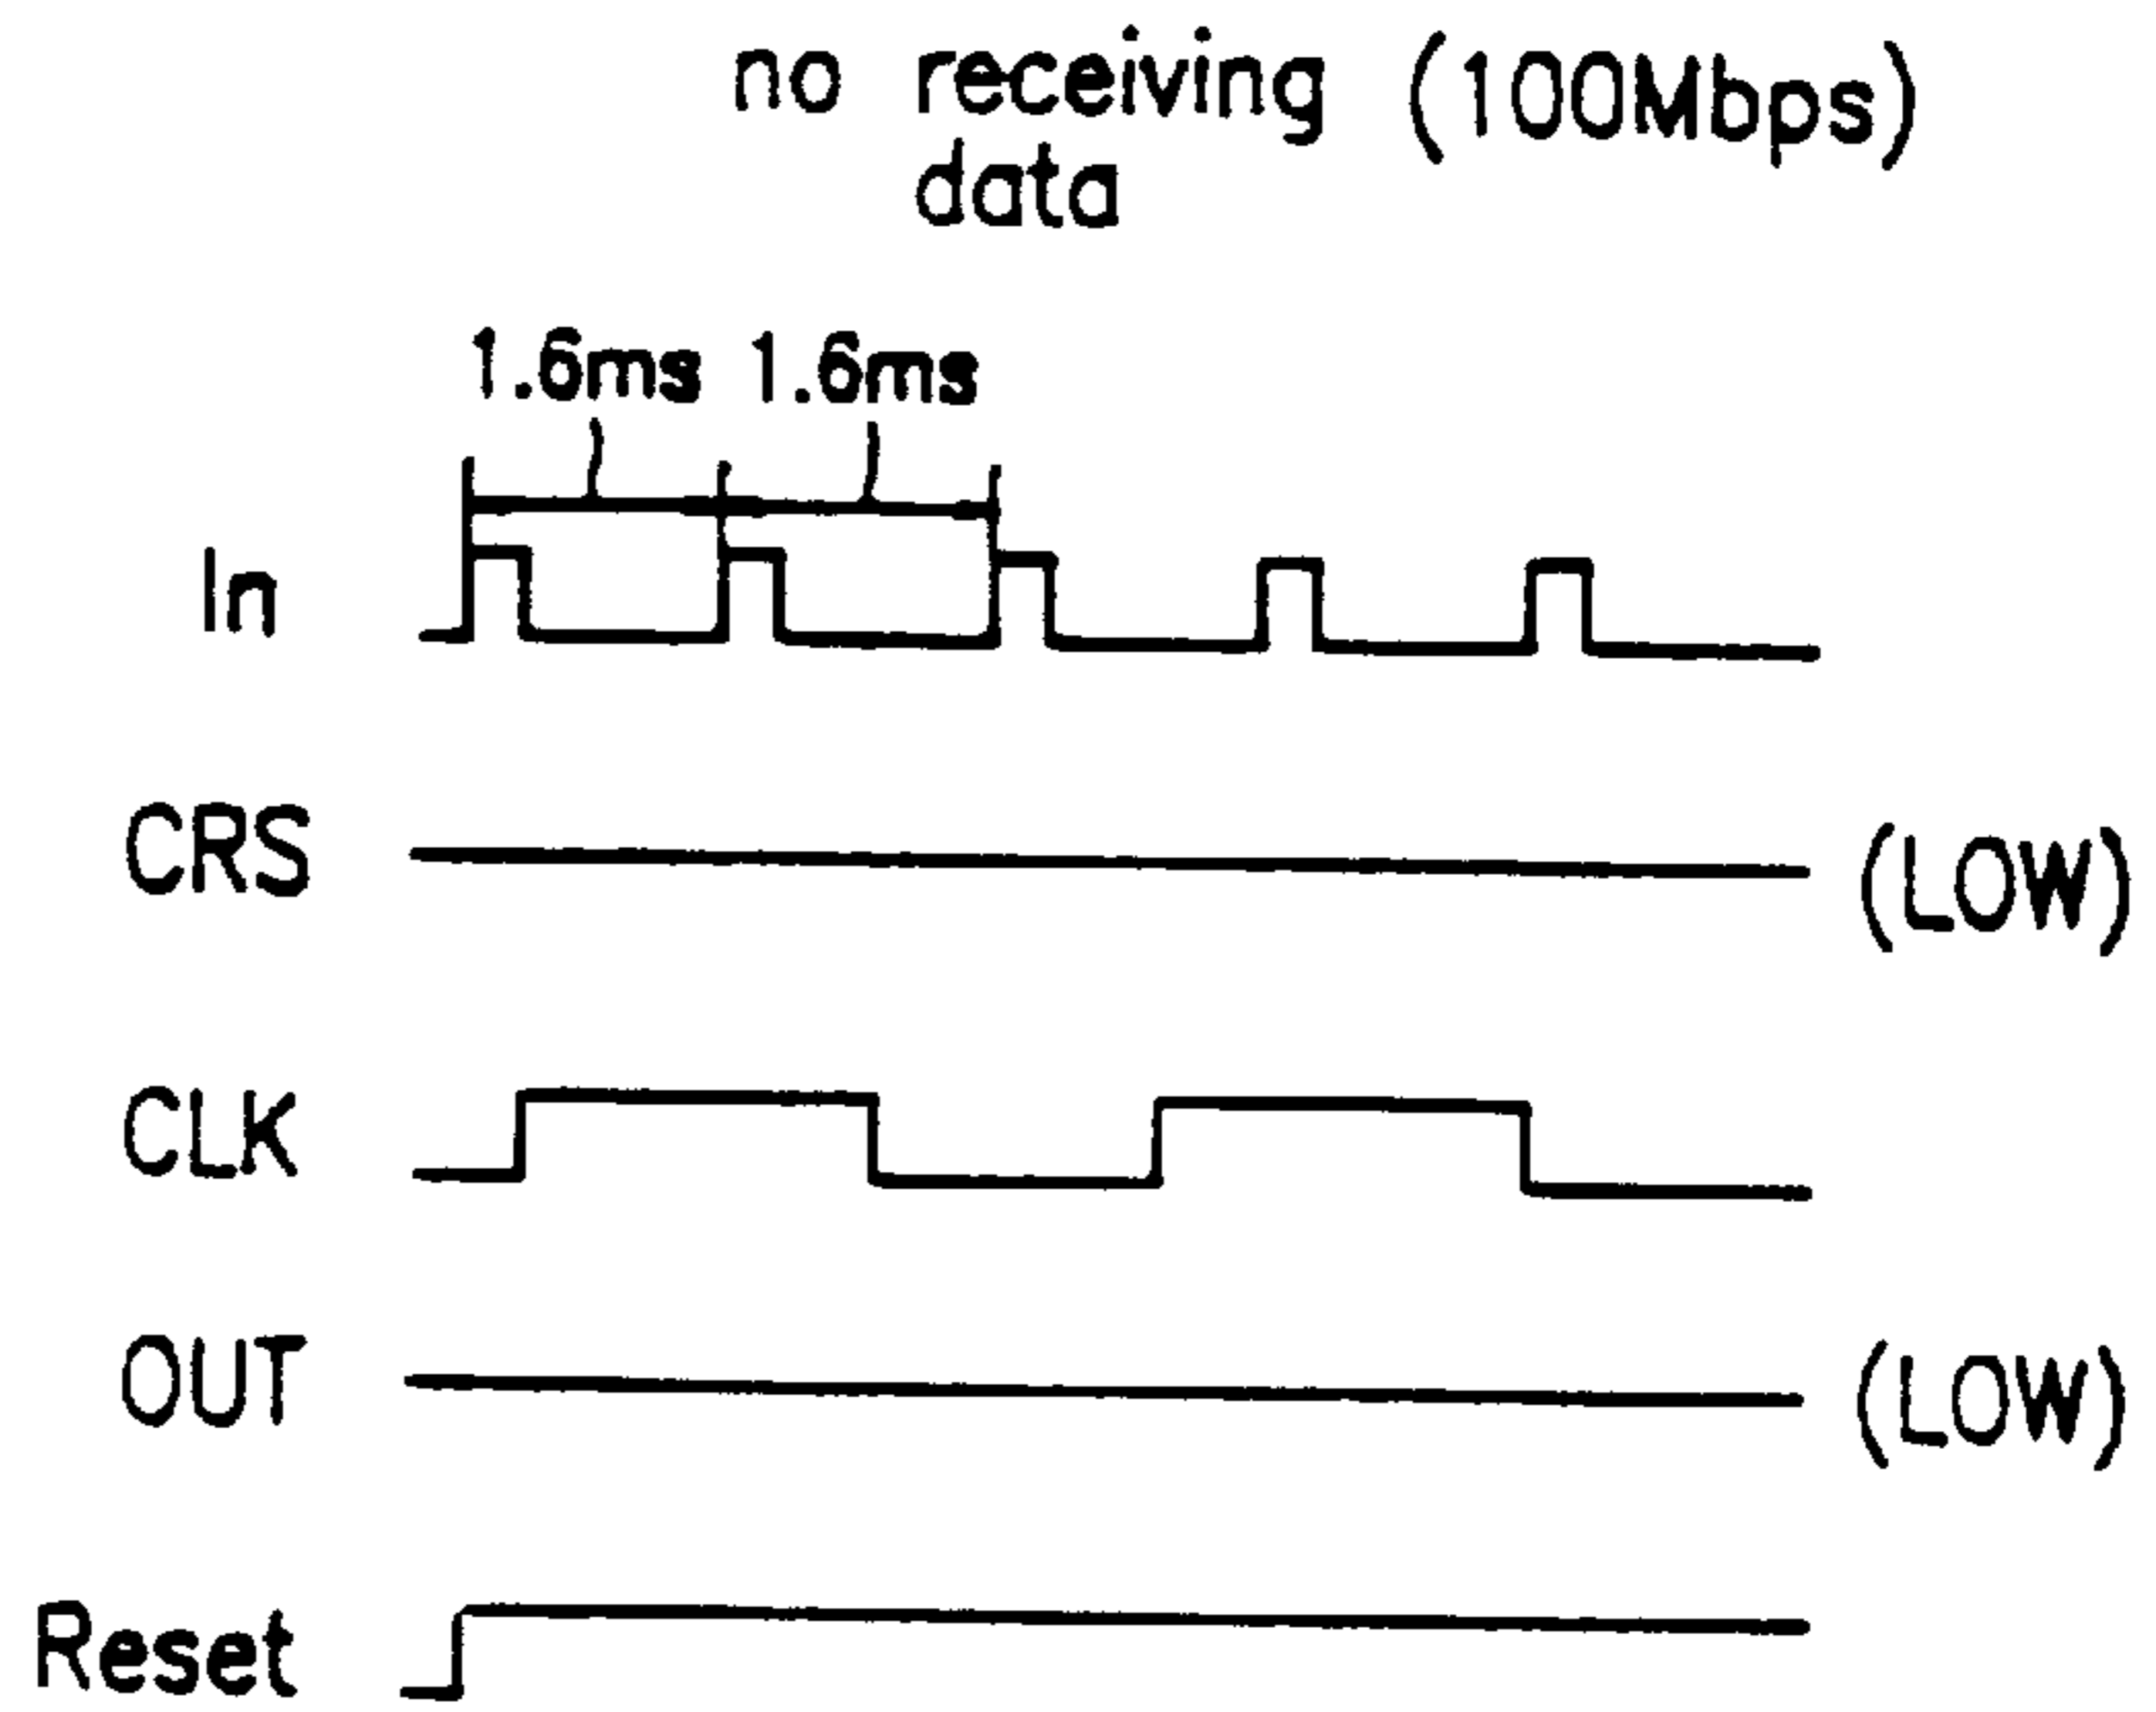 no receiving (100Mbps)
data
1.6ms 1.6ms
In
CRS (LOW)
CLK
OUT (LOW)
Reset